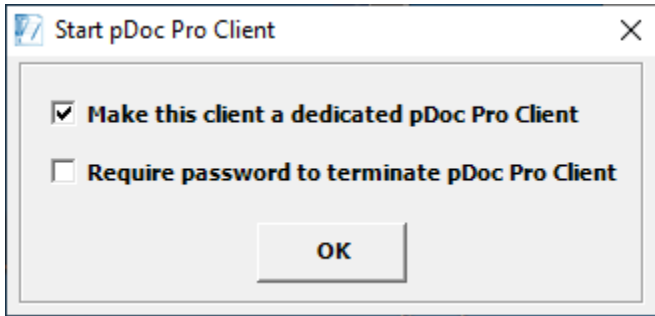 Start pDoc Pro Client
Make this client a dedicated pDoc Pro Client
Require password to terminate pDoc Pro Client
OK